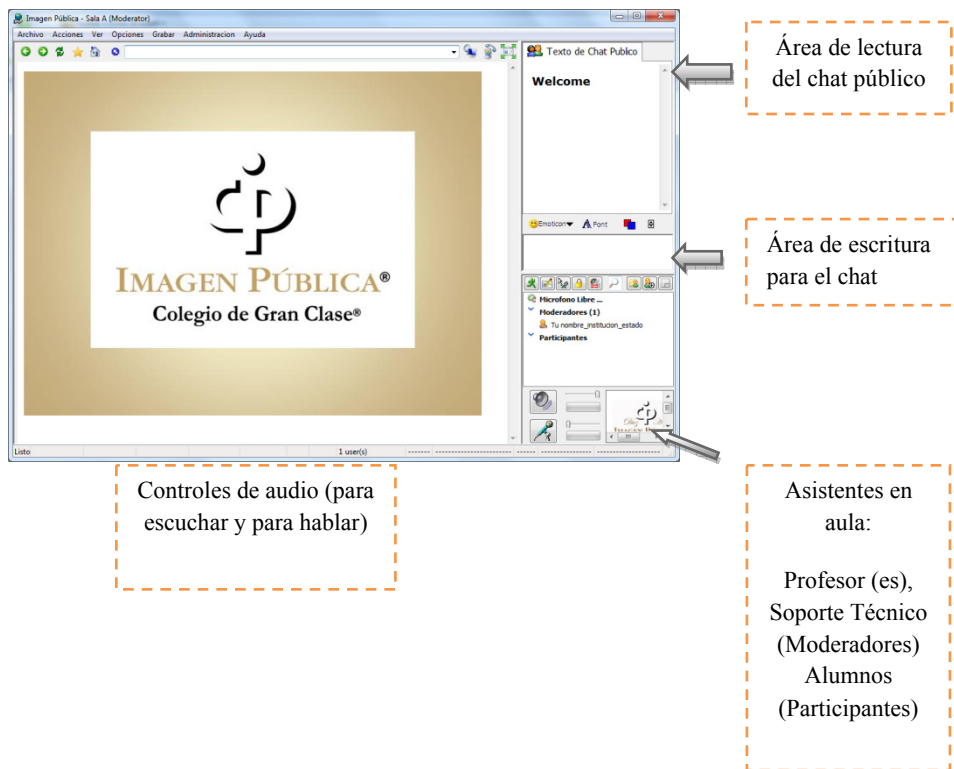 Imagen Pública - Sala A (Moderator)
Archivo Acciones Ver Opciones Grabar Administracion Ayuda
Texto de Chat Publico
Welcome
Emoticon Font
IMAGEN PÚBLICA®
Colegio de Gran Clase®
Microfono Libre ...
Moderadores (1)
Tu nombre_institucion_estado
Participantes
Listo
1 user(s)
Área de lectura
del chat público
Área de escritura
para el chat
Controles de audio (para
escuchar y para hablar)
Asistentes en
aula:
Profesor (es),
Soporte Técnico
(Moderadores)
Alumnos
(Participantes)